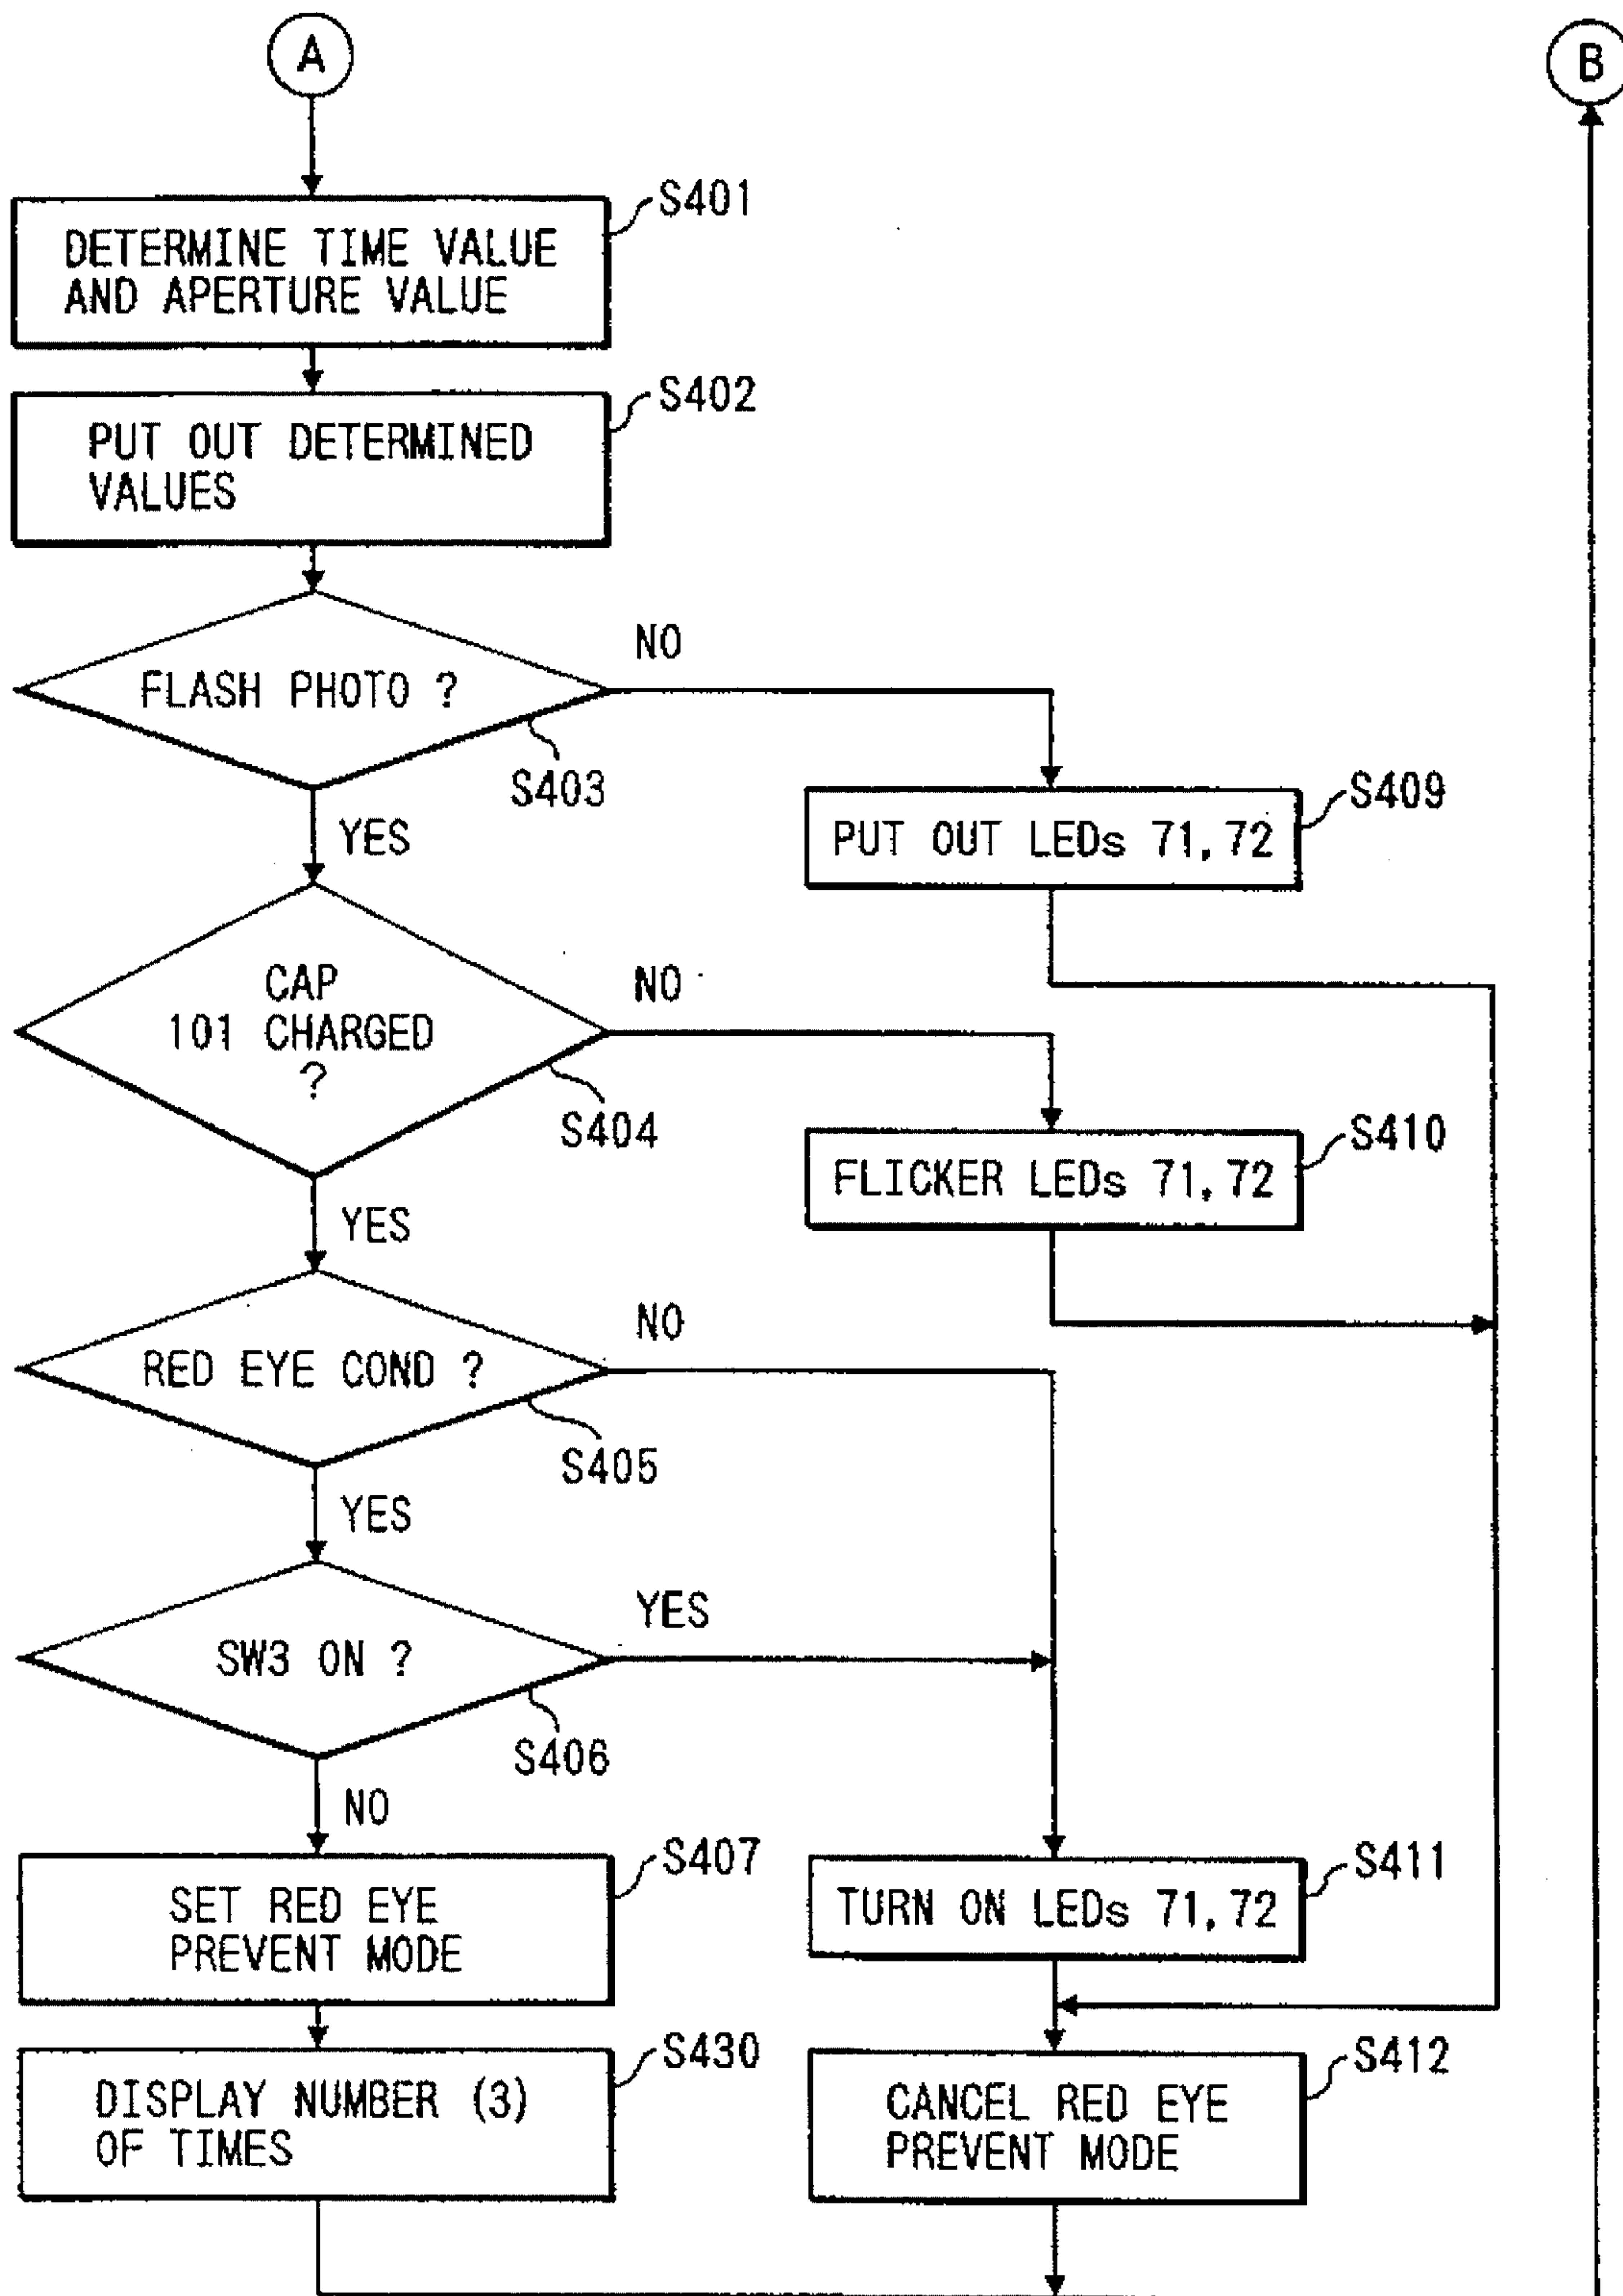 A
B
S401
DETERMINE TIME VALUE
AND APERTURE VALUE
S402
PUT OUT DETERMINED
VALUES
FLASH PHOTO ?
NO
S403
YES
S409
PUT OUT LEDs 71, 72
CAP
101 CHARGED
?
NO
S404
YES
S410
FLICKER LEDs 71, 72
RED EYE COND ?
NO
S405
YES
SW3 ON ?
YES
S406
NO
S407
SET RED EYE
PREVENT MODE
S411
TURN ON LEDs 71, 72
S430
DISPLAY NUMBER (3)
OF TIMES
S412
CANCEL RED EYE
PREVENT MODE